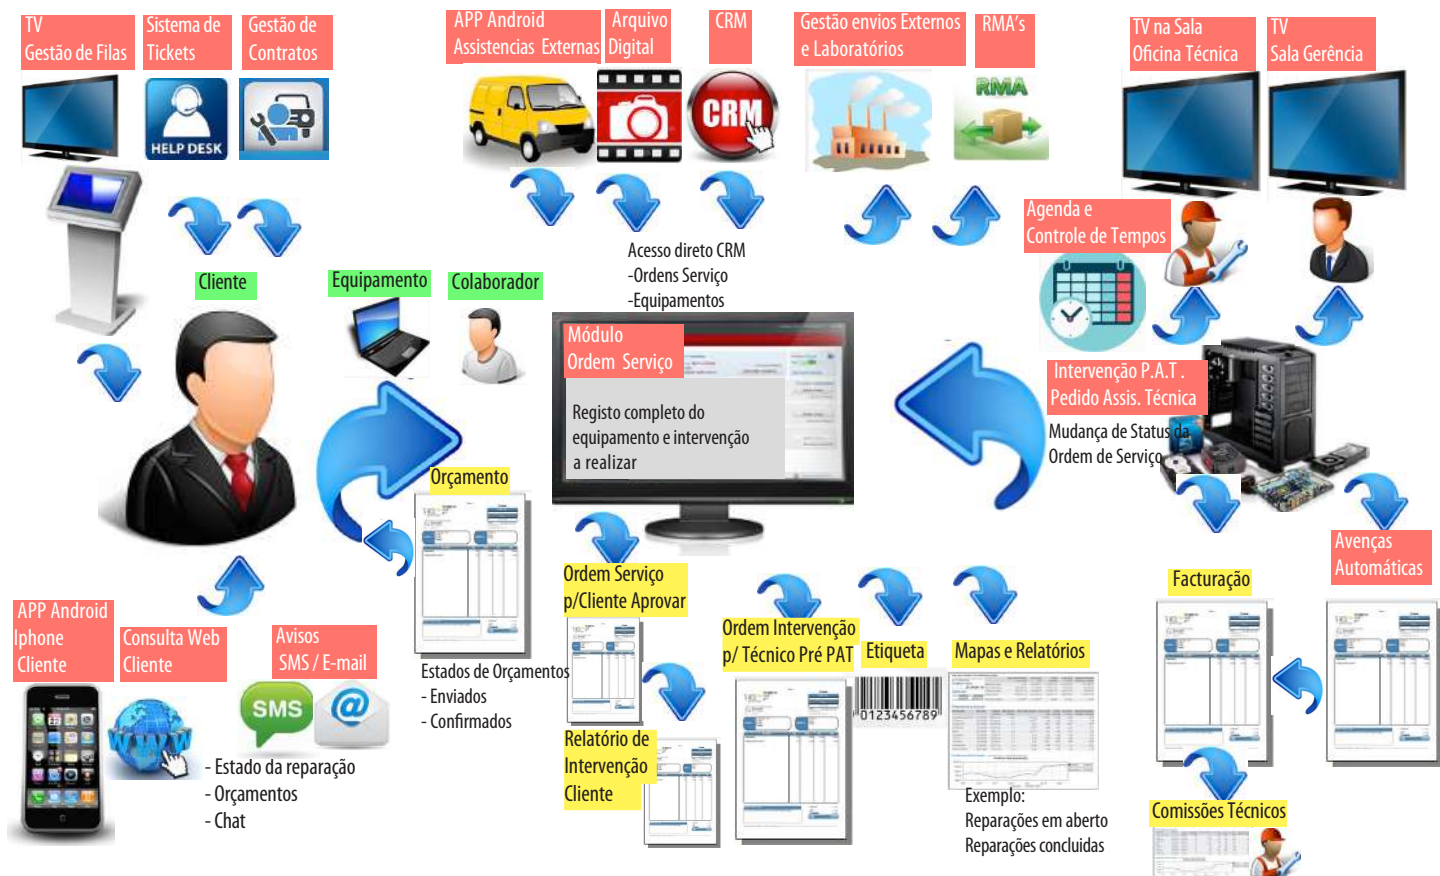 TV
Gestão de Filas
Sistema de
Tickets
Gestão de
Contratos
APP Android
Assistencias Externas
Arquivo
Digital
CRM
Gestão envios Externos
e Laboratórios
RMA's
TV na Sala
Oficina Técnica
TV
Sala Gerência
HELP DESK
CRM
RMA
Agenda e
Controle de Tempos
Acesso direto CRM
-Ordens Serviço
-Equipamentos
Cliente
Equipamento
Colaborador
Módulo
Ordem Serviço
Registo completo do
equipamento e intervenção
a realizar
Intervenção P.A.T .
Pedido Assis. Técnica
Mudança de Status da
Ordem de Serviço
Orçamento
Estados de Orçamentos
- Enviados
- Confirmados
Ordem Serviço
p/Cliente Aprovar
Relatório de
Intervenção
Cliente
Ordem Intervenção
p/ Técnico Pré PAT
Etiqueta
0123456789
Mapas e Relatórios
Exemplo:
Reparações em aberto
Reparações concluidas
Facturação
Avenças
Automáticas
Comissões Técnicos
APP Android
Iphone
Cliente
Consulta Web
Cliente
Avisos
SMS / E-mail
SMS
@
WWW
- Estado da reparação
- Orçamentos
- Chat